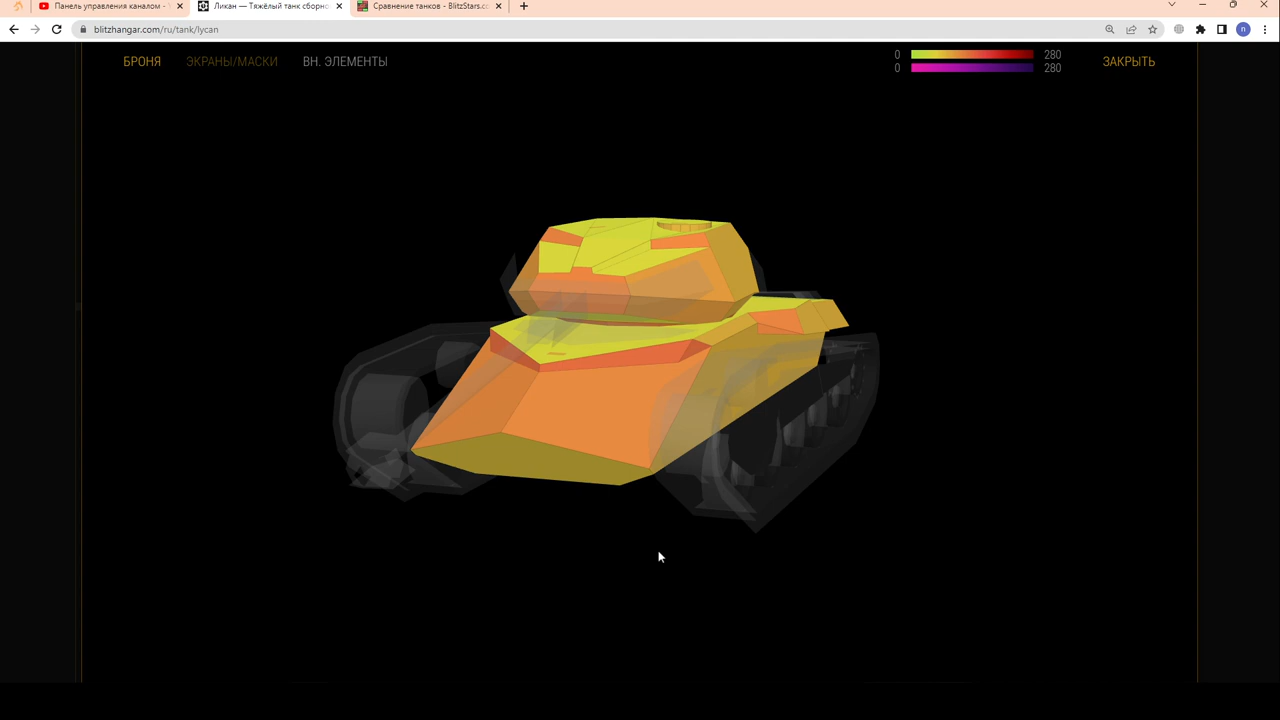 Панель управления каналом -
Ликан — Тяжёлый танк сборно
Сравнение танков - BlitzStars.co
blitzhangar.com/ru/tank/lycan
n
БРОНЯ
ЭКРАНЫ/МАСКИ
ВН. ЭЛЕМЕНТЫ
0 280
0 280
ЗАКРЫТЬ